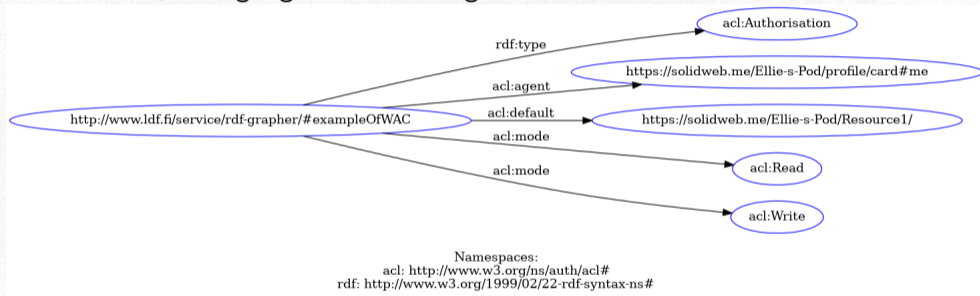 acl:Authorisation
rdf:type
https://solidweb.me/Ellie-s-Pod/profile/card#me
acl:agent
http://www.ldf.fi/service/rdf-grapher/#exampleOfWAC
acl:default
https://solidweb.me/Ellie-s-Pod/Resource1/
acl:mode
acl:Read
acl:mode
acl:Write
Namespaces:
acl: http://www.w3.org/ns/auth/acl#
rdf: http://www.w3.org/1999/02/22-rdf-syntax-ns#